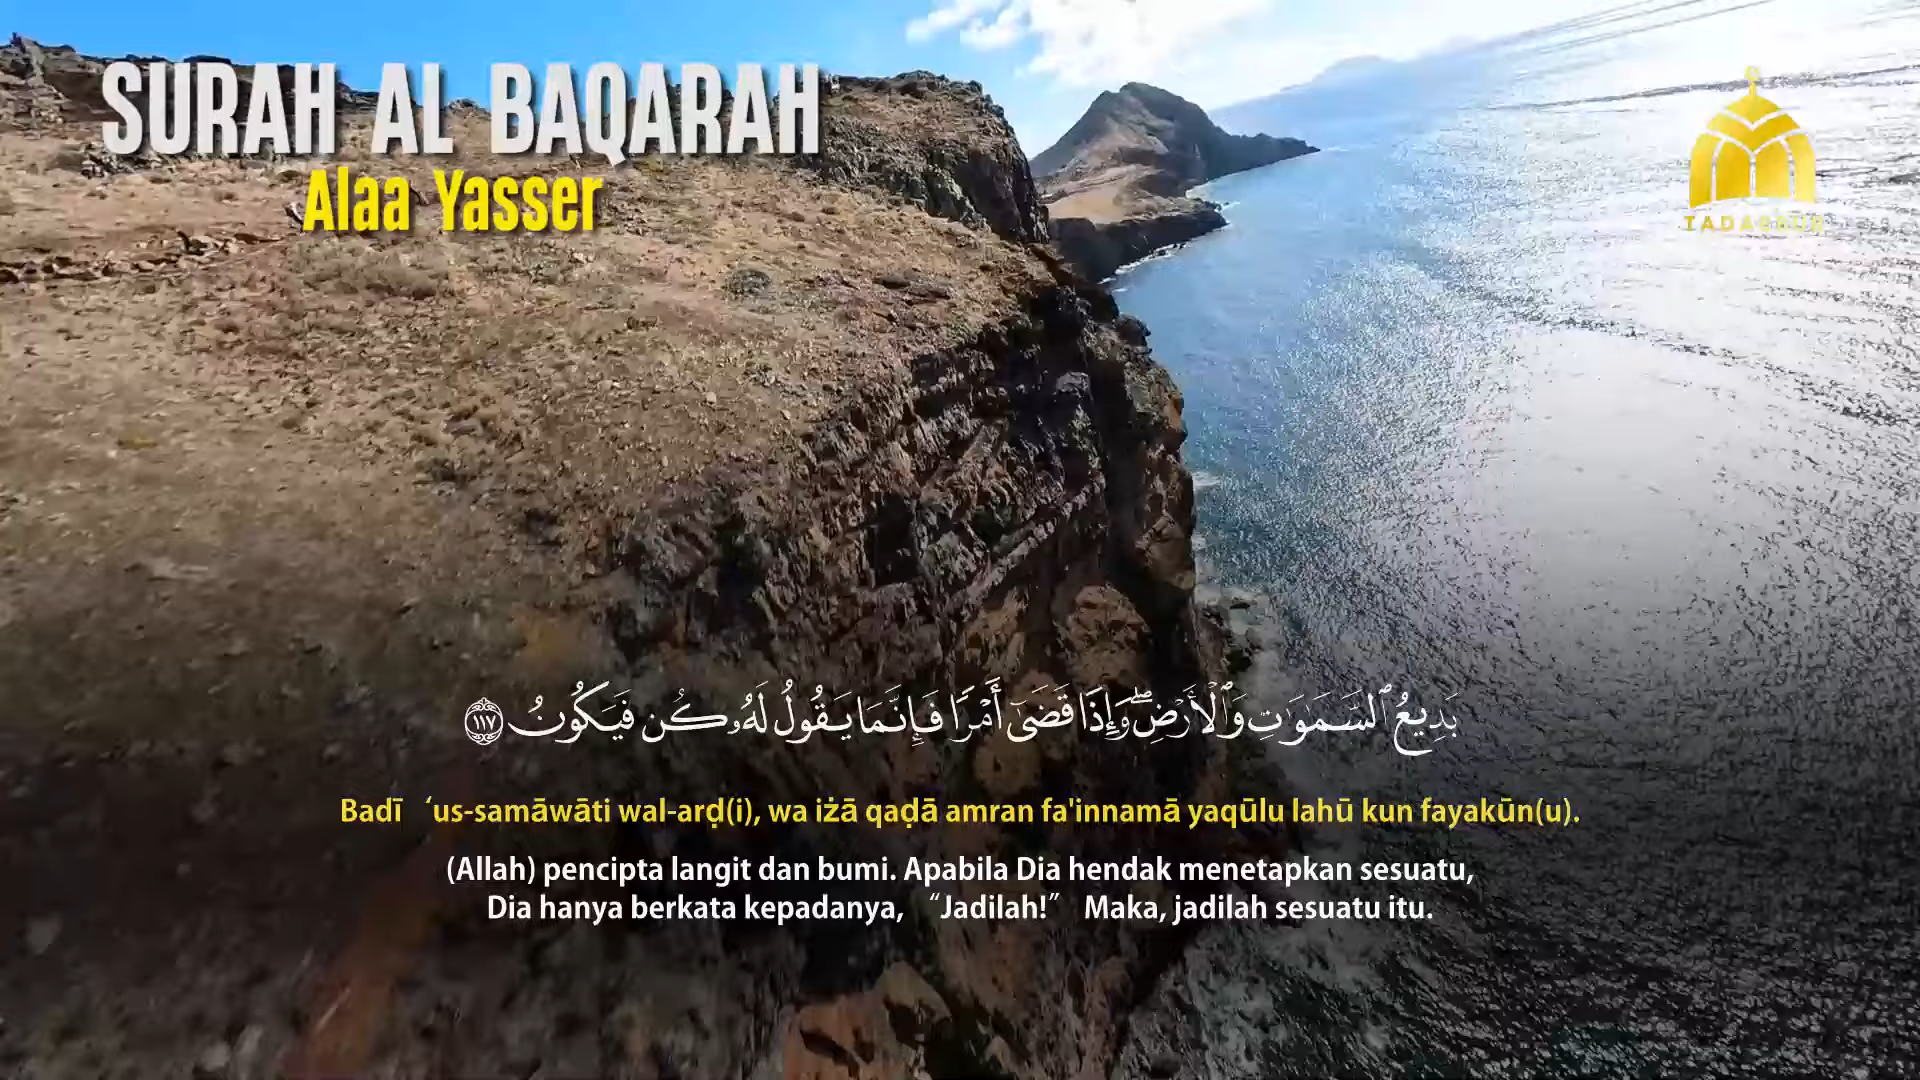 SURAH AL BAQARAH
Alaa Yasser
TADABBUR
بَدِيعُ ٱلسَّمَٰوَٰتِ وَٱلْأَرْضِ ۖ وَإِذَا قَضَىٰٓ أَمْرًا فَإِنَّمَا يَقُولُ لَهُۥ كُن فَيَكُونُ ١١٧
Badī ‘us-samāwāti wal-arḍ(i), wa iżā qaḍā amran fa'innamā yaqūlu lahū kun fayakūn(u).
(Allah) pencipta langit dan bumi. Apabila Dia hendak menetapkan sesuatu,
Dia hanya berkata kepadanya, “Jadilah!” Maka, jadilah sesuatu itu.